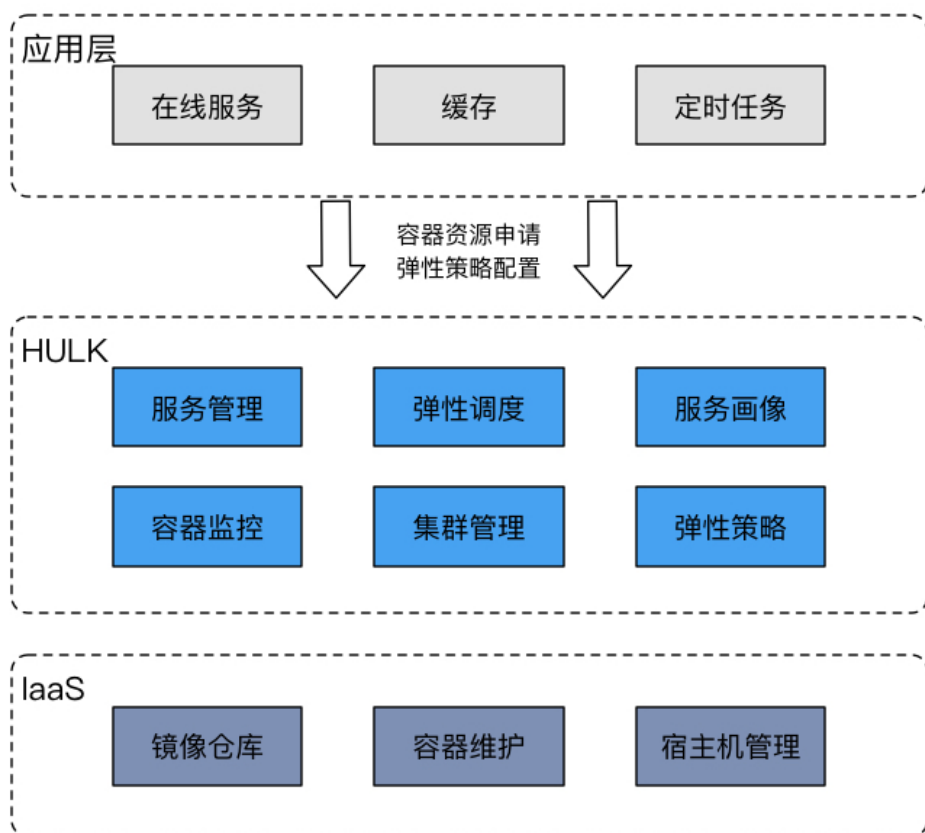 应用层
在线服务
缓存
定时任务
容器资源申请
弹性策略配置
HULK
服务管理
弹性调度
服务画像
容器监控
集群管理
弹性策略
IaaS
镜像仓库
容器维护
宿主机管理